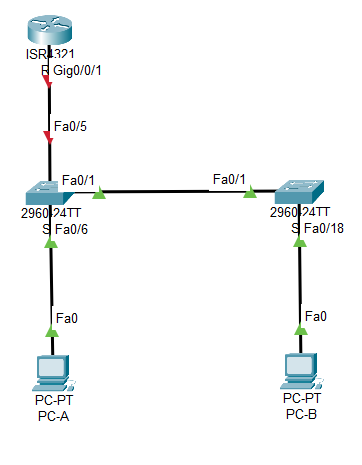 ISR4321
R Gig0/0/1
Fa0/5
Fa0/1
Fa0/1
2960-24TT
S Fa0/6
2960-24TT
S Fa0/18
Fa0
Fa0
PC-PT
PC-A
PC-PT
PC-B